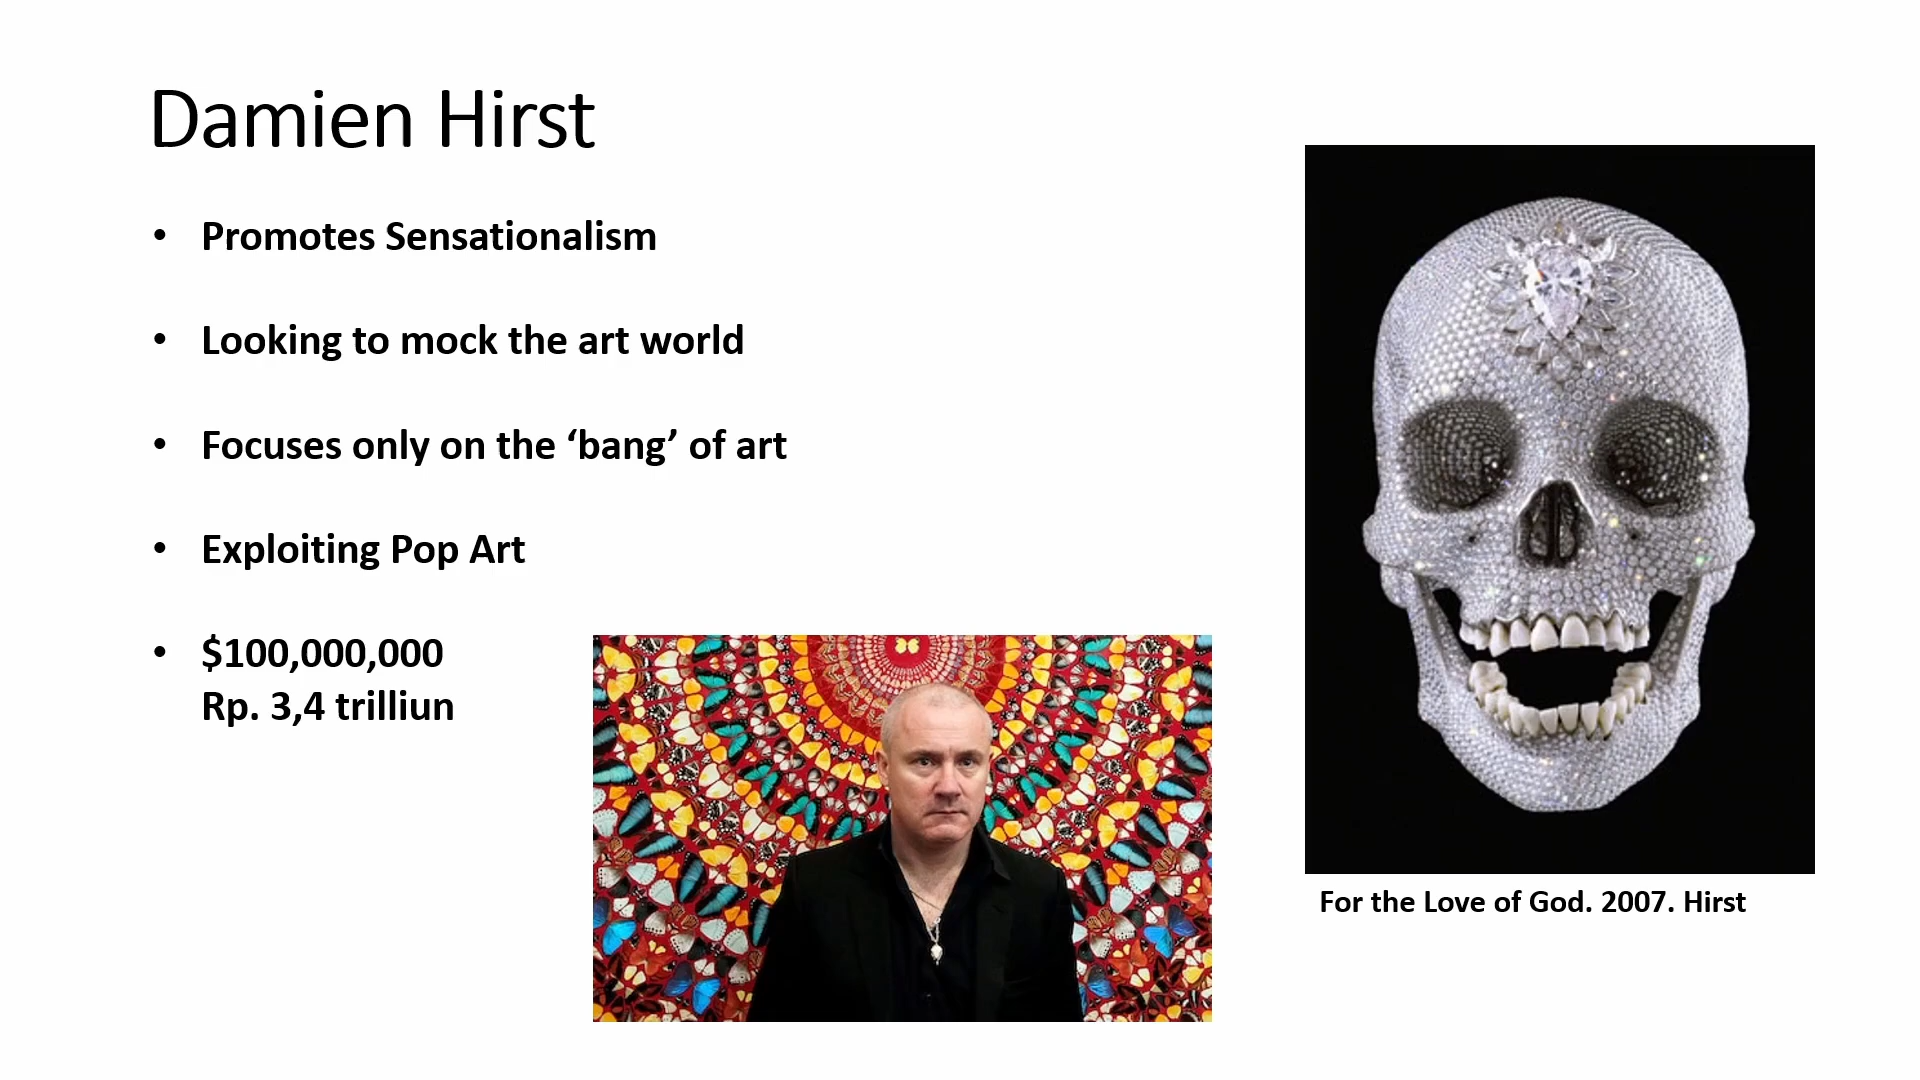 Damien Hirst
• Promotes Sensationalism
• Looking to mock the art world
• Focuses only on the ‘bang’ of art
• Exploiting Pop Art
• $100,000,000
Rp. 3,4 trilliun
For the Love of God. 2007. Hirst